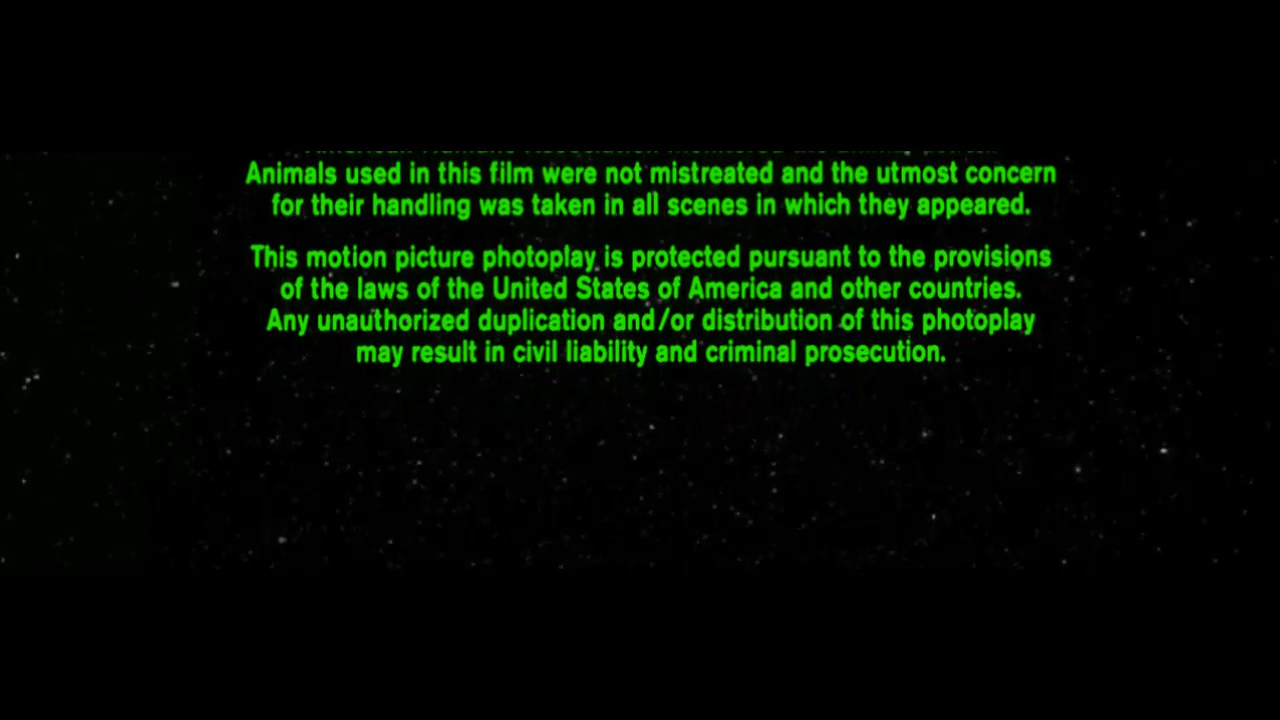 Animals used in this film were not mistreated and the utmost concern
for their handling was taken in all scenes in which they appeared.
This motion picture photoplay is protected pursuant to the provisions
of the laws of the United States of America and other countries.
Any unauthorized duplication and/or distribution of this photoplay
may result in civil liability and criminal prosecution.